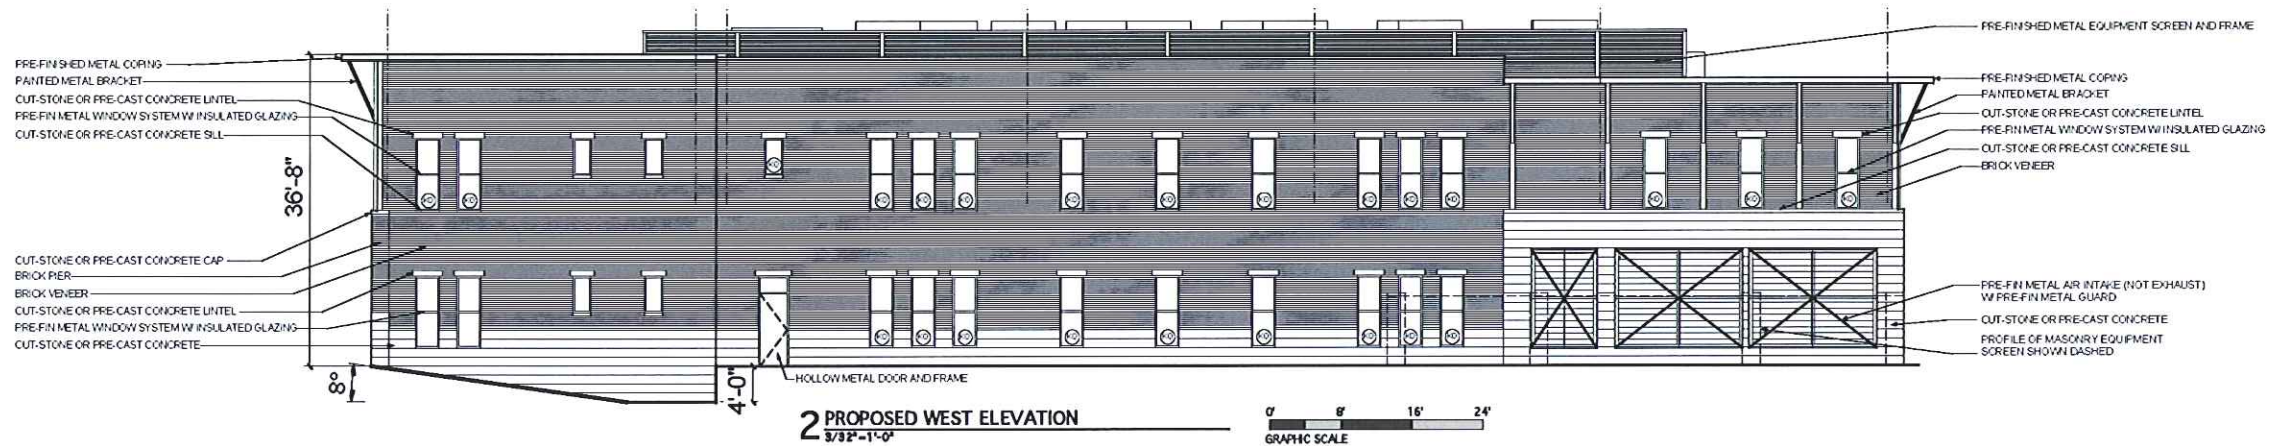 PRE-FINISHED METAL COPING
PAINTED METAL BRACKET
CUT-STONE OR PRE-CAST CONCRETE LINTEL
PRE-FIN METAL WINDOW SYSTEM W/INSULATED GLAZING
CUT-STONE OR PRE-CAST CONCRETE SILL
36'-8"
CUT-STONE OR PRE-CAST CONCRETE CAP
BRICK PIER
BRICK VENEER
CUT-STONE OR PRE-CAST CONCRETE LINTEL
PRE-FIN METAL WINDOW SYSTEM W/INSULATED GLAZING
CUT-STONE OR PRE-CAST CONCRETE
8°
4'-0"
HOLLOW METAL DOOR AND FRAME
PRE-FINISHED METAL EQUIPMENT SCREEN AND FRAME
PRE-FINISHED METAL COPING
PAINTED METAL BRACKET
CUT-STONE OR PRE-CAST CONCRETE LINTEL
PRE-FIN METAL WINDOW SYSTEM W/INSULATED GLAZING
CUT-STONE OR PRE-CAST CONCRETE SILL
BRICK VENEER
PRE-FIN METAL AIR INTAKE (NOT EXHAUST)
W/ PRE-FIN METAL GUARD
CUT-STONE OR PRE-CAST CONCRETE
PROFILE OF MASONRY EQUIPMENT
SCREEN SHOWN DASHED
2 PROPOSED WEST ELEVATION
3/32"=1'-0"
0' 8' 16' 24'
GRAPHIC SCALE